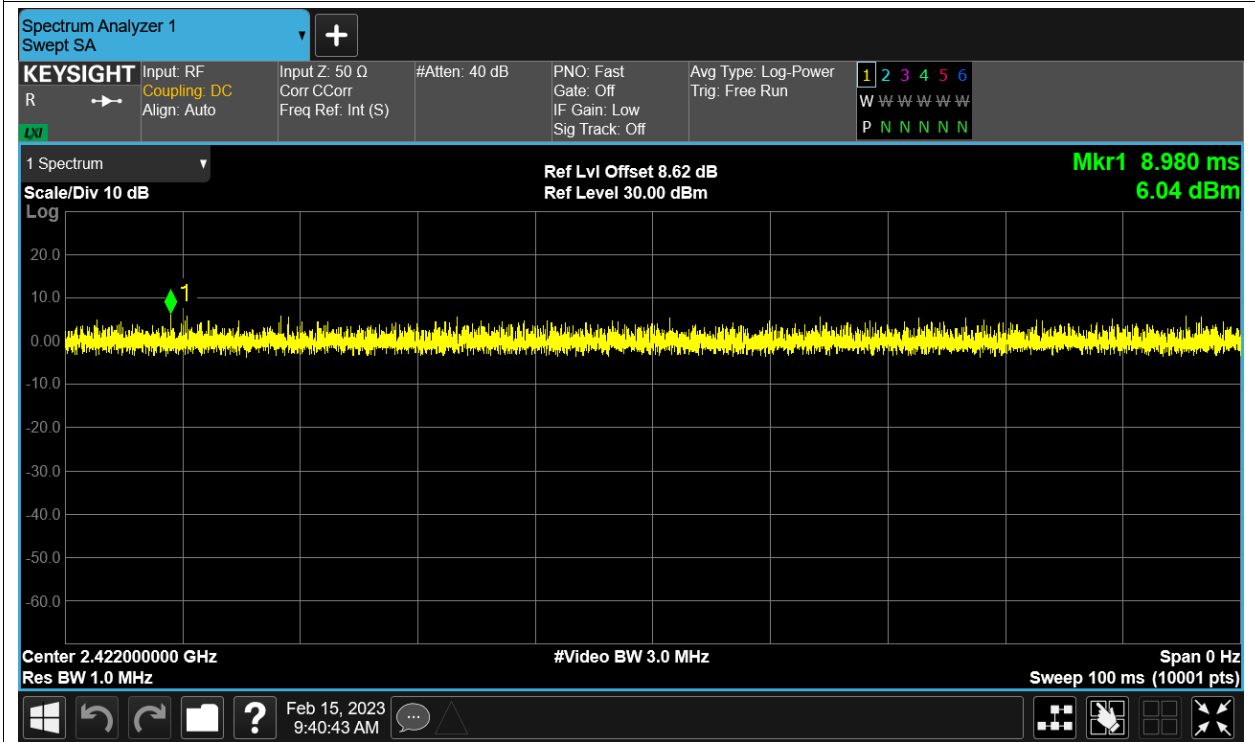 Spectrum Analyzer 1
Swept SA
+
KEYSIGHT
R
LXI
Input: RF
Coupling: DC
Align: Auto
Input Z: 50 Ω
Corr CCorr
Freq Ref: Int (S)
#Atten: 40 dB
PNO: Fast
Gate: Off
IF Gain: Low
Sig Track: Off
Avg Type: Log-Power
Trig: Free Run
1 2 3 4 5 6
W W W W W W
P N N N N N
1 Spectrum
Scale/Div 10 dB
Ref Lvl Offset 8.62 dB
Ref Level 30.00 dBm
Mkr1 8.980 ms
6.04 dBm
Log
20.0
10.0
1
0.00
-10.0
-20.0
-30.0
-40.0
-50.0
-60.0
Center 2.422000000 GHz
#Video BW 3.0 MHz
Span 0 Hz
Res BW 1.0 MHz
Sweep 100 ms (10001 pts)
?
Feb 15, 2023
9:40:43 AM